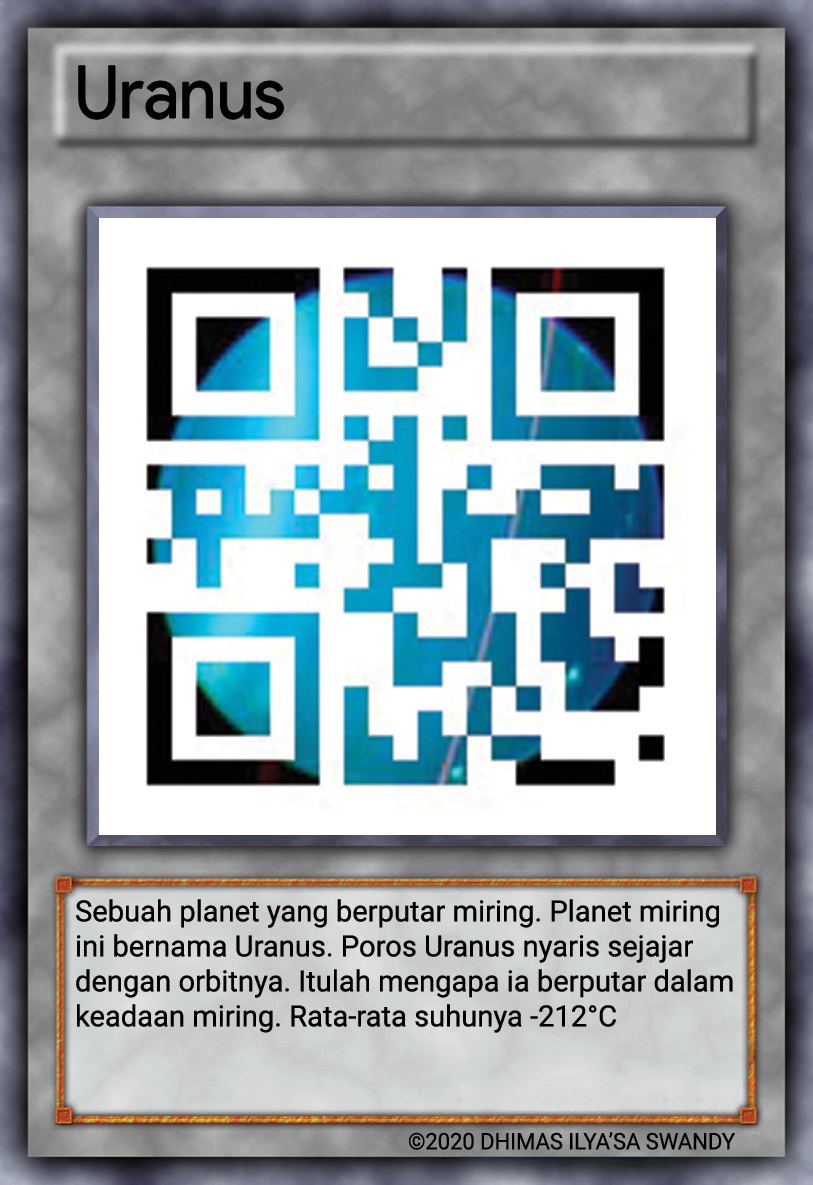 Uranus
Sebuah planet yang berputar miring. Planet miring
ini bernama Uranus. Poros Uranus nyaris sejajar
dengan orbitnya. Itulah mengapa ia berputar dalam
keadaan miring. Rata-rata suhunya -212°C
©2020 DHIMAS ILYA’SA SWANDY